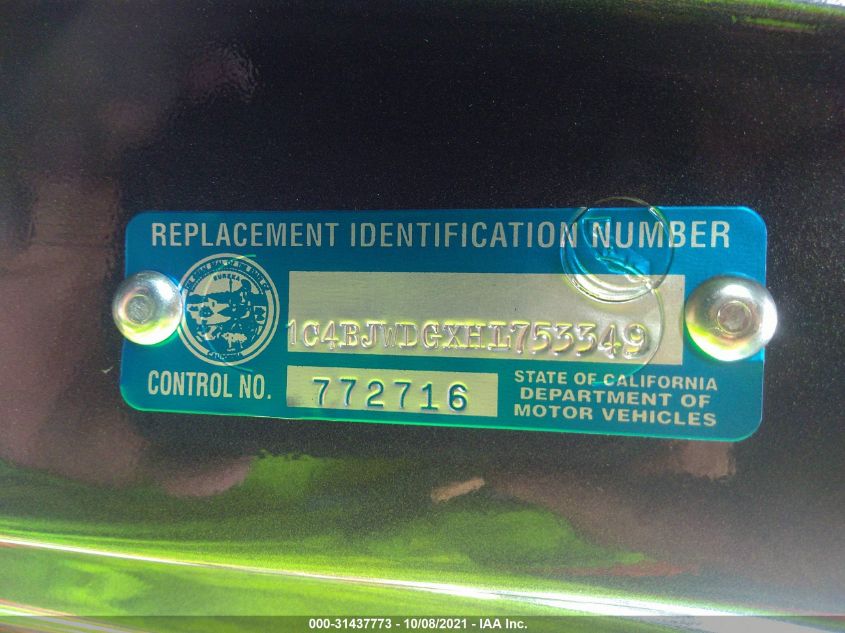 REPLACEMENT IDENTIFICATION NUMBER
EUREKA
1C4BJWDGXHL753349
CONTROL NO.
772716
STATE OF CALIFORNIA
DEPARTMENT OF
MOTOR VEHICLES
000-31437773 - 10/08/2021 - IAA Inc.